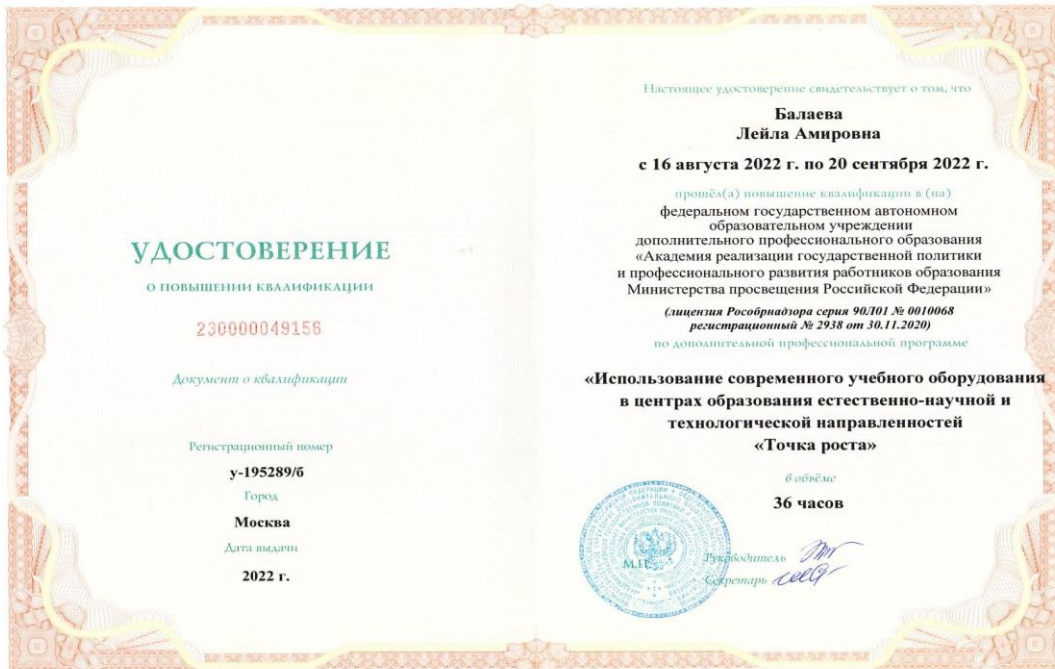 УДОСТОВЕРЕНИЕ
О ПОВЫШЕНИИ КВАЛИФИКАЦИИ
230000049156
Документ о квалификации
Регистрационный номер
у-195289/б
Город
Москва
Дата выдачи
2022 г.
Настоящее удостоверение свидетельствует о том, что
Балаева
Лейла Амировна
с 16 августа 2022 г. по 20 сентября 2022 г.
прошёл(а) повышение квалификации в (на)
федеральном государственном автономном
образовательном учреждении
дополнительного профессионального образования
«Академия реализации государственной политики
и профессионального развития работников образования
Министерства просвещения Российской Федерации»
(лицензия Рособрнадзора серия 90Л01 № 0010068
регистрационный № 2938 от 30.11.2020)
по дополнительной профессиональной программе
«Использование современного учебного оборудования
в центрах образования естественно-научной и
технологической направленностей
«Точка роста»
в объёме
36 часов
М.П.
Руководитель
Секретарь